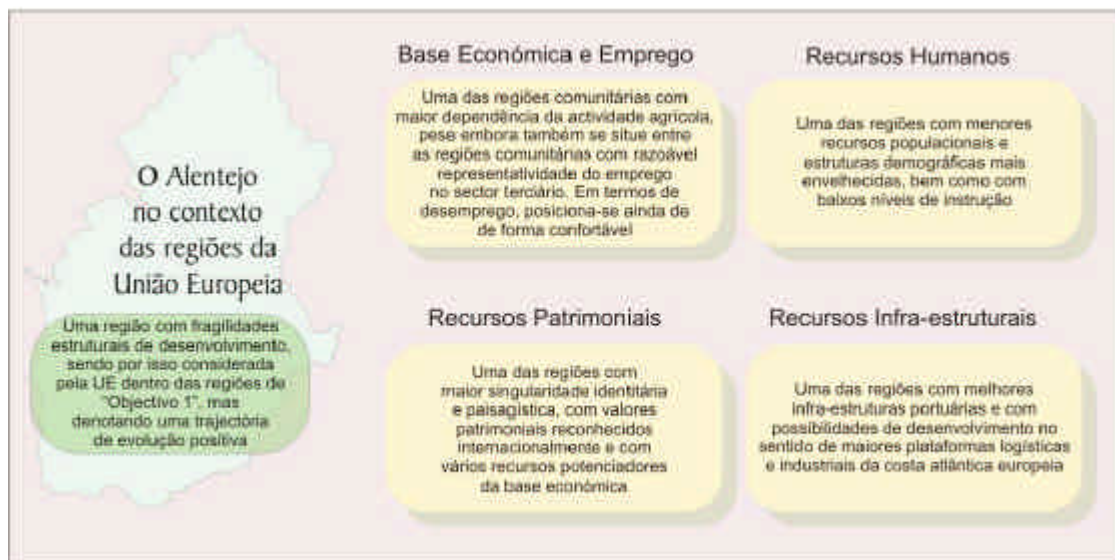 O Alentejo
no contexto
das regiões da
União Europeia
Uma região com fragilidades
estruturais de desenvolvimento,
sendo por isso considerada
pela UE dentro das regiões de
"Objectivo 1", mas
denotando uma trajectória
de evolução positiva
Base Económica e Emprego
Uma das regiões comunitárias com
maior dependência da actividade agrícola,
pese embora também se situe entre
as regiões comunitárias com razoável
representatividade do emprego
no sector terciário. Em termos de
desemprego, posiciona-se ainda de
de forma confortável
Recursos Humanos
Uma das regiões com menores
recursos populacionais e
estruturas demográficas mais
envelhecidas, bem como com
baixos níveis de instrução
Recursos Patrimoniais
Uma das regiões com
maior singularidade identitária
e paisagística, com valores
patrimoniais reconhecidos
internacionalmente e com
vários recursos potenciadores
da base económica
Recursos Infra-estruturais
Uma das regiões com melhores
infra-estruturas portuárias e com
possibilidades de desenvolvimento no
sentido de maiores plataformas logísticas
e industriais da costa atlântica europeia